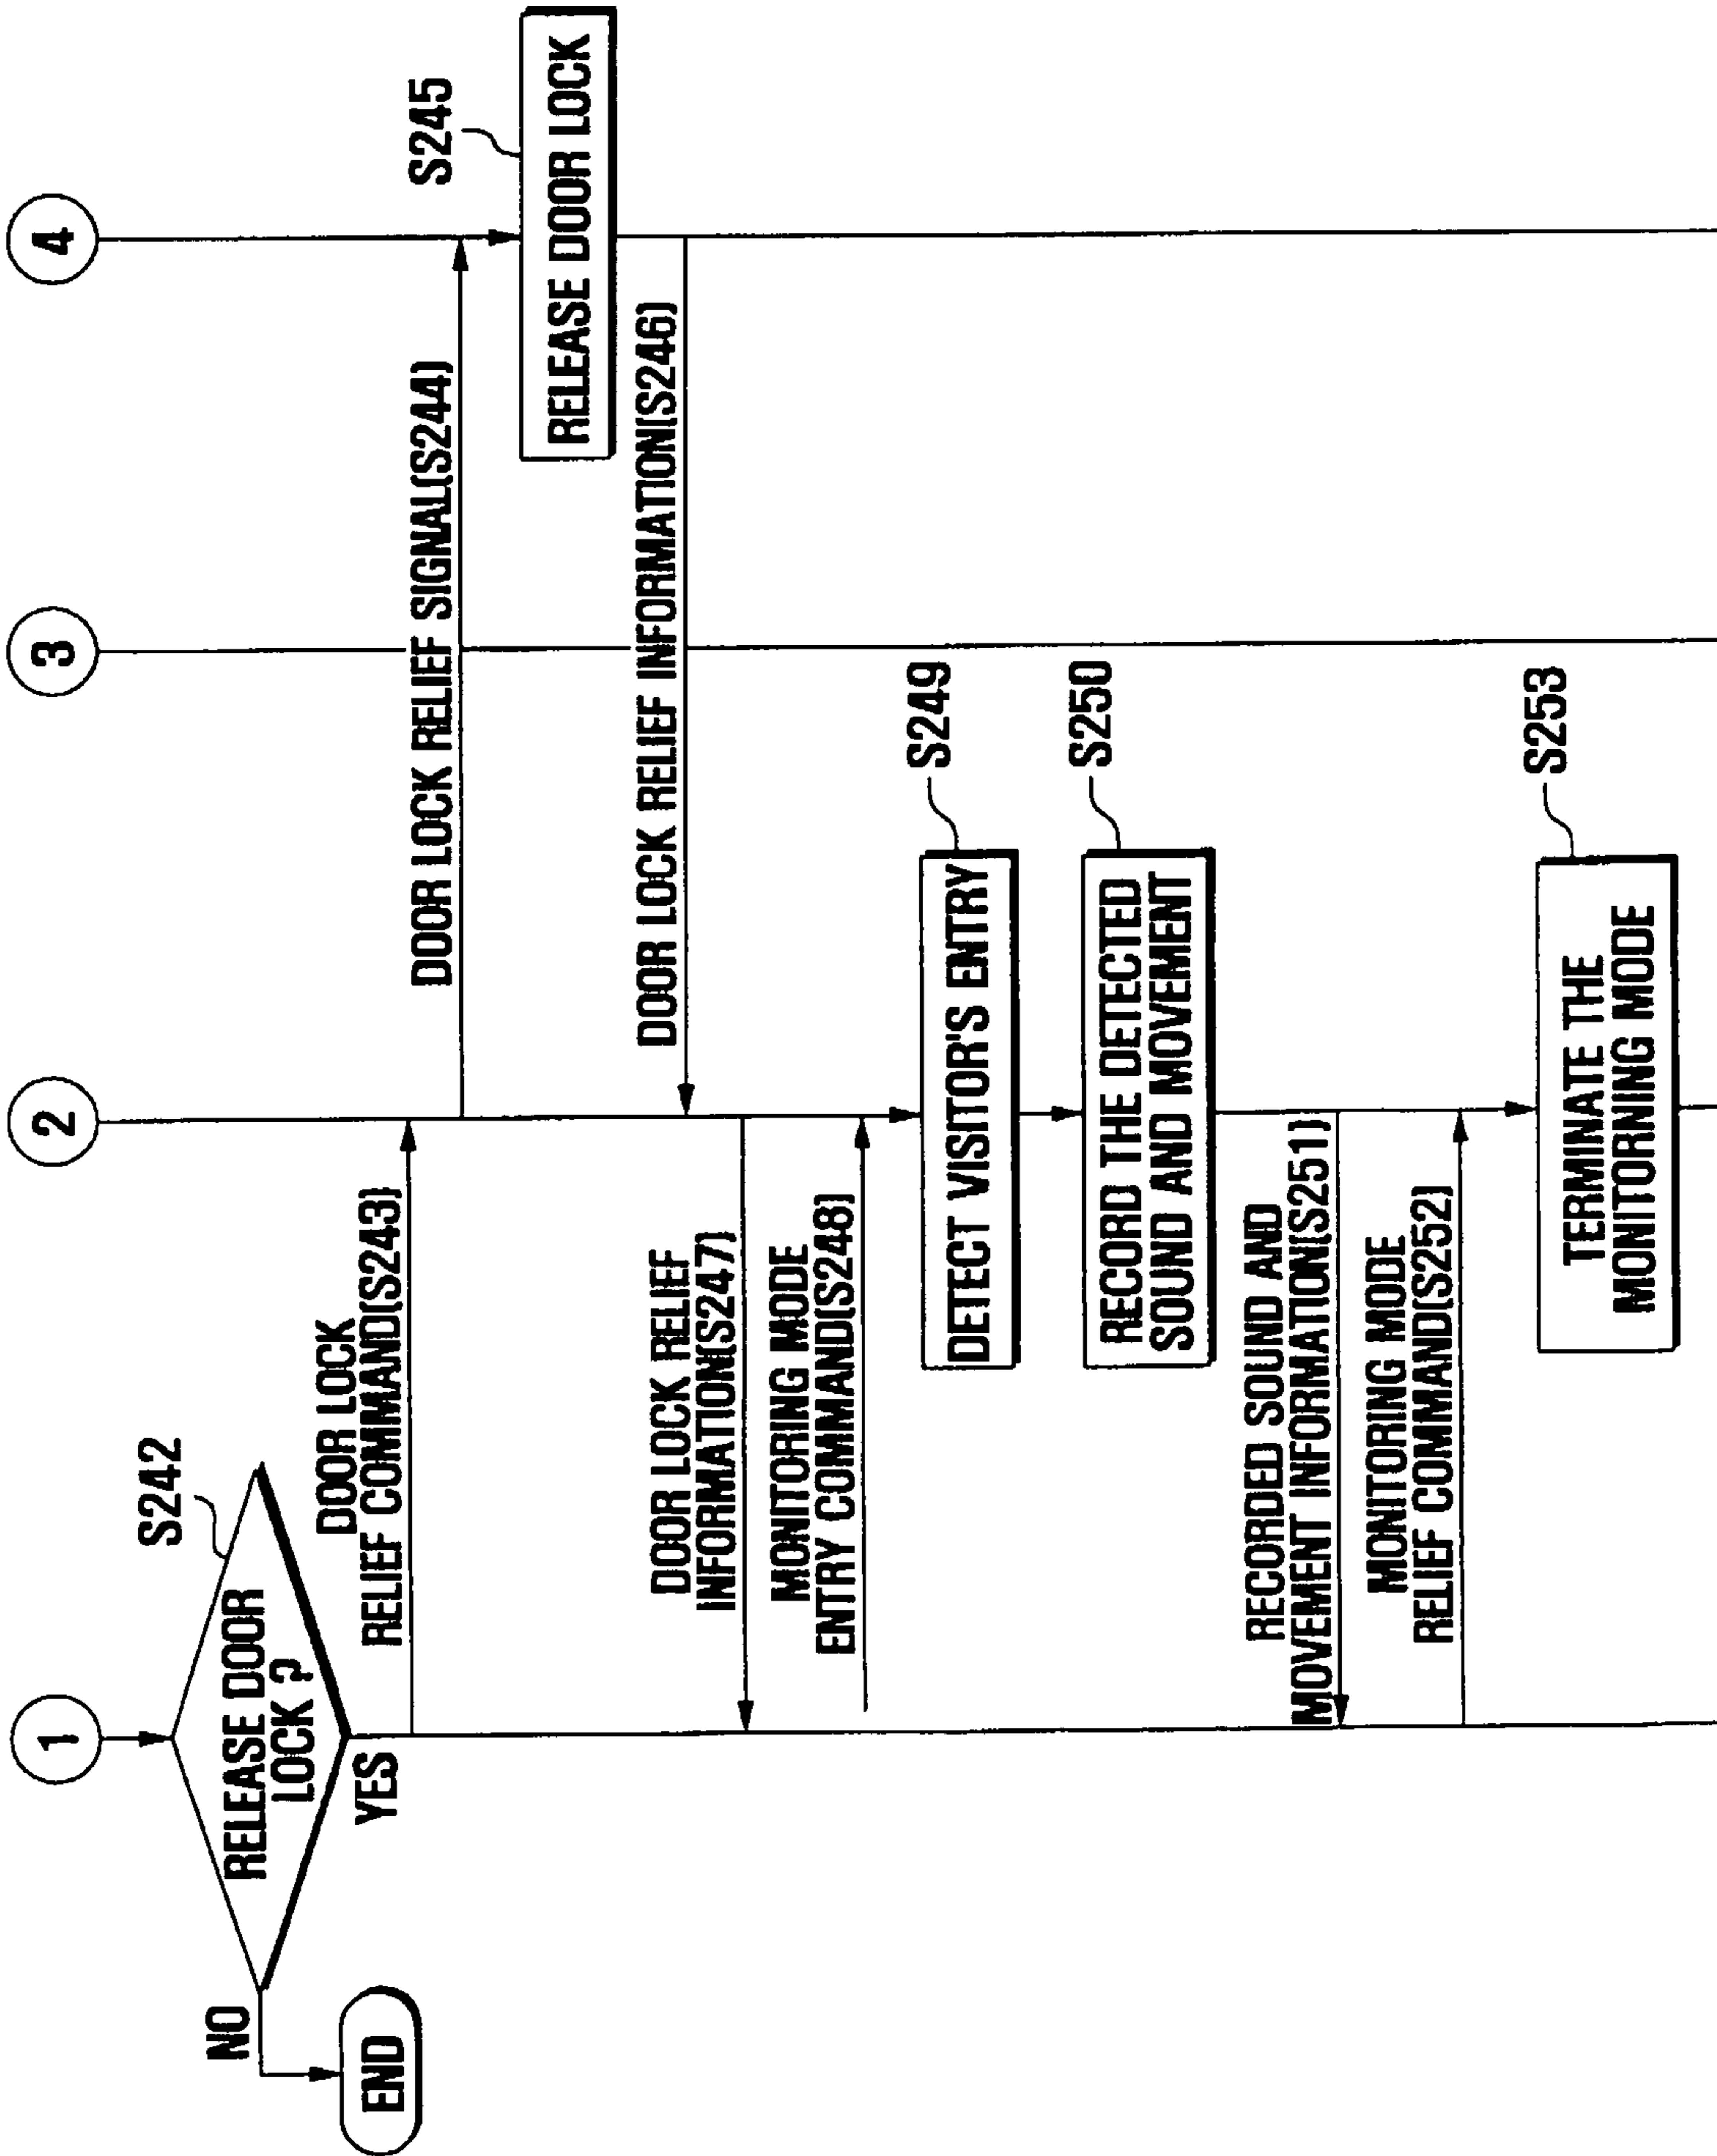 1
2
3
4
S242
RELEASE DOOR
LOCK ?
NO
END
YES
DOOR LOCK
RELIEF COMMAND(S243)
DOOR LOCK RELIEF SIGNAL(S244)
S245
RELEASE DOOR LOCK
DOOR LOCK RELIEF INFORMATION(S246)
DOOR LOCK RELIEF
INFORMATION(S247)
MONITORING MODE
ENTRY COMMAND(S248)
S249
DETECT VISITOR'S ENTRY
S250
RECORD THE DETECTED
SOUND AND MOVEMENT
RECORDED SOUND AND
MOVEMENT INFORMATION(S251)
MONITORING MODE
RELIEF COMMAND(S252)
S253
TERMINATE THE
MONITORNING MODE